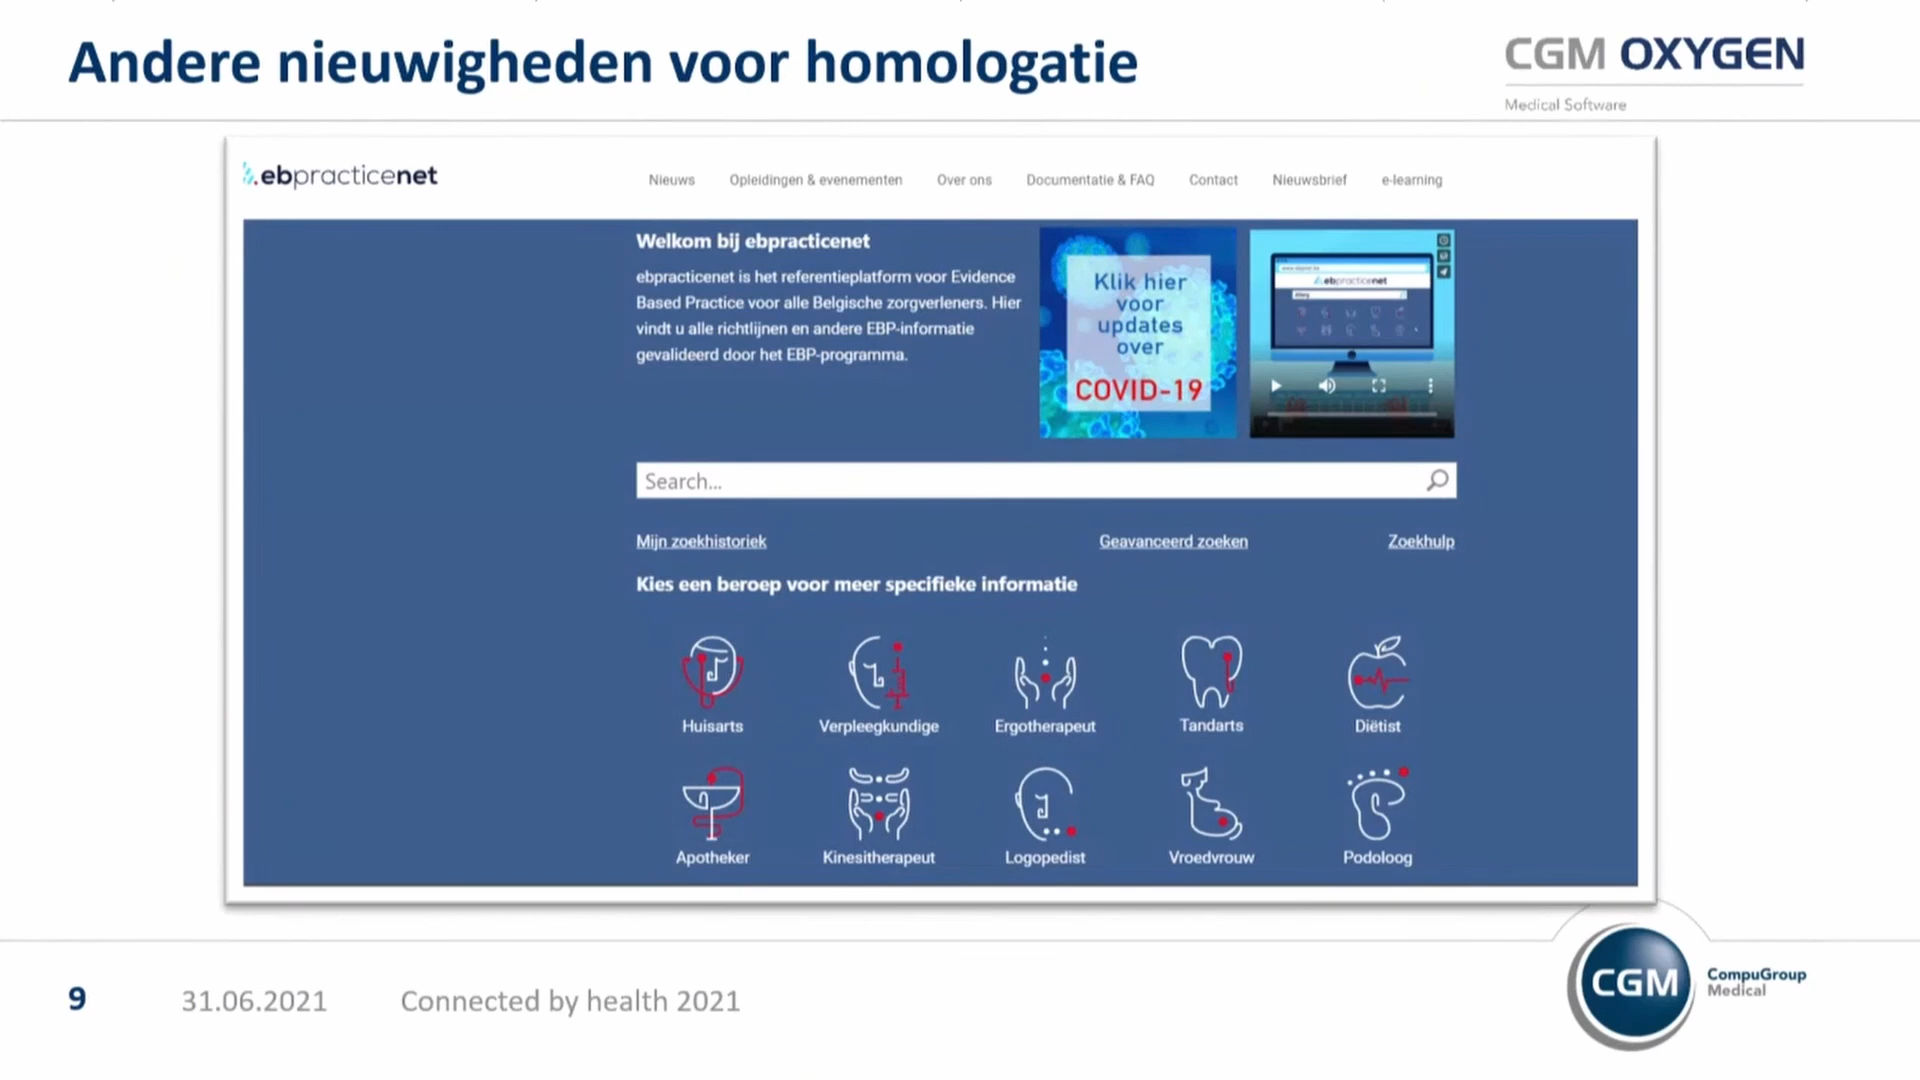 Andere nieuwigheden voor homologatie
CGM OXYGEN
Medical Software
ebpracticenet
Nieuws Opleidingen & evenementen Over ons Documentatie & FAQ Contact Nieuwsbrief e-learning
Welkom bij ebpracticenet
ebpracticenet is het referentieplatform voor Evidence
Based Practice voor alle Belgische zorgverleners. Hier
vindt u alle richtlijnen en andere EBP-informatie
gevalideerd door het EBP-programma.
Klik hier
voor
updates
over
COVID-19
ebpracticenet
Search...
Mijn zoekhistoriek Geavanceerd zoeken Zoekhulp
Kies een beroep voor meer specifieke informatie
Huisarts Verpleegkundige Ergotherapeut Tandarts Diëtist
Apotheker Kinesitherapeut Logopedist Vroedvrouw Podoloog
9 31.06.2021 Connected by health 2021
CGM
CompuGroup
Medical